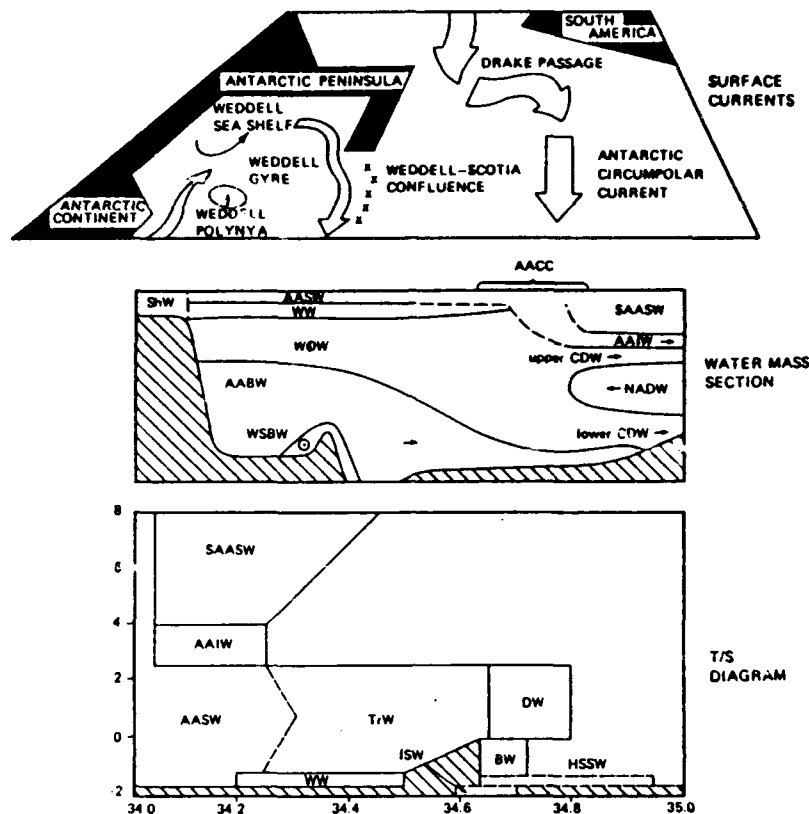 SOUTH
AMERICA
DRAKE PASSAGE
ANTARCTIC PENINSULA
SURFACE
CURRENTS
WEDDELL
SEA SHELF
WEDDELL
GYRE
WEDDELL-SCOTIA
CONFLUENCE
ANTARCTIC
CIRCUMPOLAR
CURRENT
ANTARCTIC
CONTINENT
WEDDELL
POLYNYA
x
x
x
x
x
AACC
ShW
AASW
WW
SAASW
AAIW
WDW
upper CDW
WATER MASS
SECTION
AABW
NADW
WSBW
lower CDW
8
SAASW
6
4
AAIW
T/S
DIAGRAM
2
AASW
TrW
DW
0
ISW
BW
HSSW
WW
-2
34.0 34.2 34.4 34.6 34.8 35.0